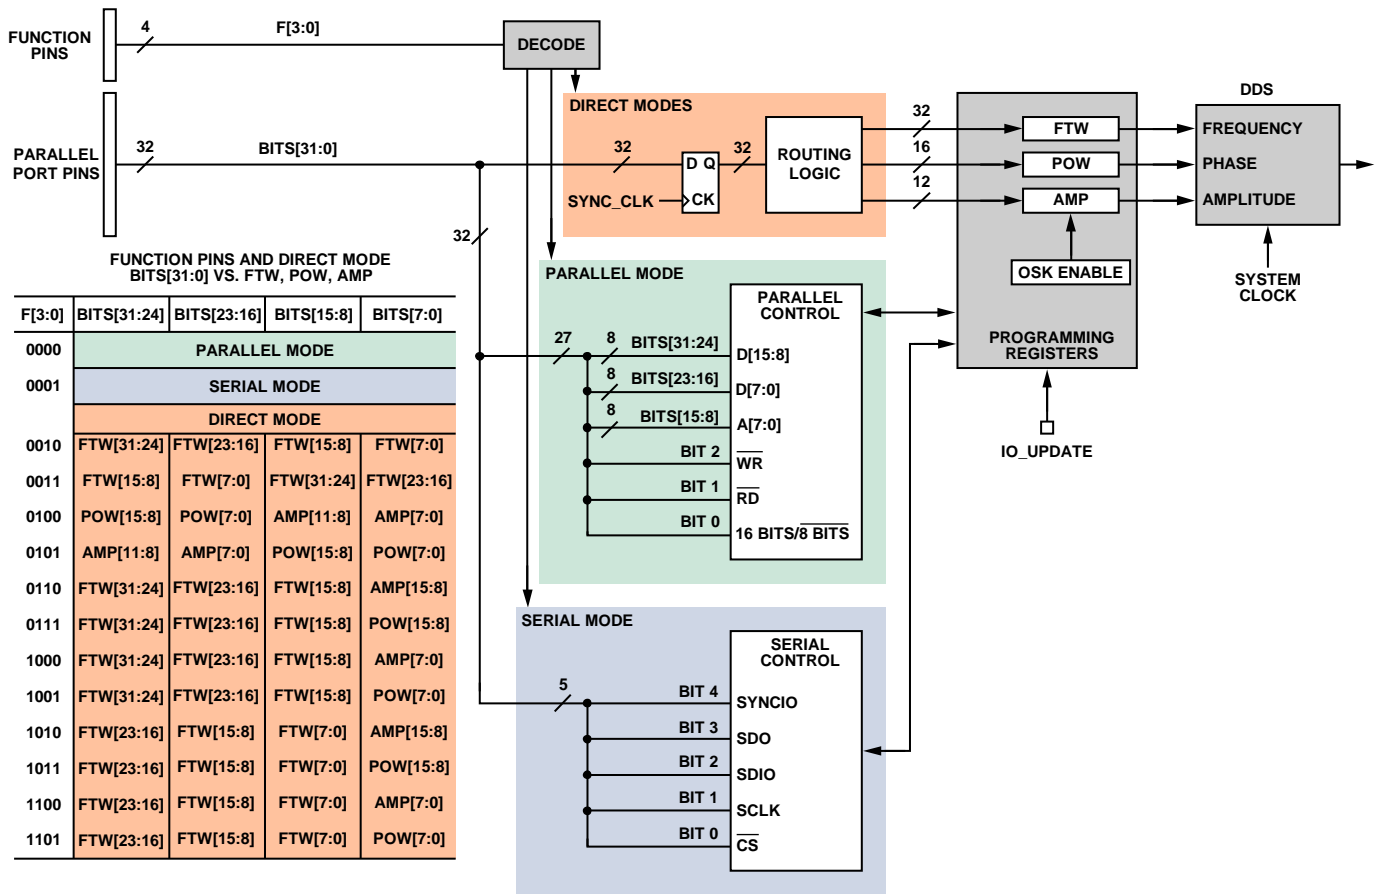 FUNCTION
PINS
4
F[3:0]
DECODE
PARALLEL
PORT PINS
32
BITS[31:0]
32
DIRECT MODES
32
D Q
CK
SYNC_CLK
32
ROUTING
LOGIC
32
16
12
FTW
POW
AMP
OSK ENABLE
PROGRAMMING
REGISTERS
IO_UPDATE
DDS
FREQUENCY
PHASE
AMPLITUDE
SYSTEM
CLOCK
FUNCTION PINS AND DIRECT MODE
BITS[31:0] VS. FTW, POW, AMP
F[3:0] BITS[31:24] BITS[23:16] BITS[15:8] BITS[7:0]
0000 PARALLEL MODE
0001 SERIAL MODE
DIRECT MODE
0010 FTW[31:24] FTW[23:16] FTW[15:8] FTW[7:0]
0011 FTW[15:8] FTW[7:0] FTW[31:24] FTW[23:16]
0100 POW[15:8] POW[7:0] AMP[11:8] AMP[7:0]
0101 AMP[11:8] AMP[7:0] POW[15:8] POW[7:0]
0110 FTW[31:24] FTW[23:16] FTW[15:8] AMP[15:8]
0111 FTW[31:24] FTW[23:16] FTW[15:8] POW[15:8]
1000 FTW[31:24] FTW[23:16] FTW[15:8] AMP[7:0]
1001 FTW[31:24] FTW[23:16] FTW[15:8] POW[7:0]
1010 FTW[23:16] FTW[15:8] FTW[7:0] AMP[15:8]
1011 FTW[23:16] FTW[15:8] FTW[7:0] POW[15:8]
1100 FTW[23:16] FTW[15:8] FTW[7:0] AMP[7:0]
1101 FTW[23:16] FTW[15:8] FTW[7:0] POW[7:0]
PARALLEL MODE
PARALLEL
CONTROL
27
8 BITS[31:24] D[15:8]
8 BITS[23:16] D[7:0]
8 BITS[15:8] A[7:0]
BIT 2 WR
BIT 1 RD
BIT 0 16 BITS/8 BITS
SERIAL MODE
SERIAL
CONTROL
5
BIT 4 SYNCIO
BIT 3 SDO
BIT 2 SDIO
BIT 1 SCLK
BIT 0 CS